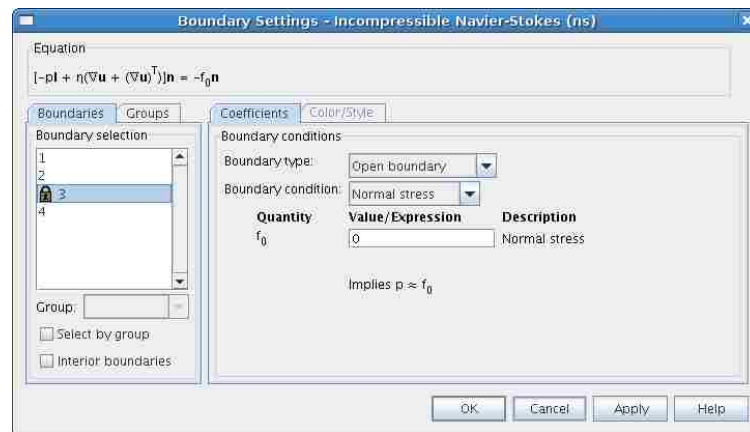 Boundary Settings - Incompressible Navier-Stokes (ns)
Equation
[-pI + η(∇u + (∇u)ᵀ)]n = -f₀n
Boundaries Groups
Boundary selection
1
2
3
4
Group:
Select by group
Interior boundaries
Coefficients Color/Style
Boundary conditions
Boundary type: Open boundary
Boundary condition: Normal stress
Quantity Value/Expression Description
f₀ 0 Normal stress
Implies p ≈ f₀
OK Cancel Apply Help